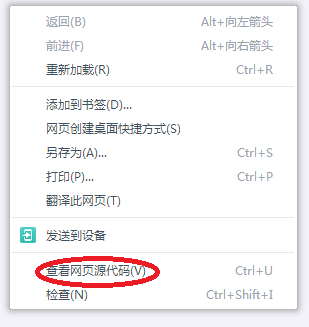 返回(B) Alt+向左箭头
前进(F) Alt+向右箭头
重新加载(R) Ctrl+R
添加到书签(D)...
网页创建桌面快捷方式(S)
另存为(A)... Ctrl+S
打印(P)... Ctrl+P
翻译此网页(T)
发送到设备
查看网页源代码(V) Ctrl+U
检查(N) Ctrl+Shift+I